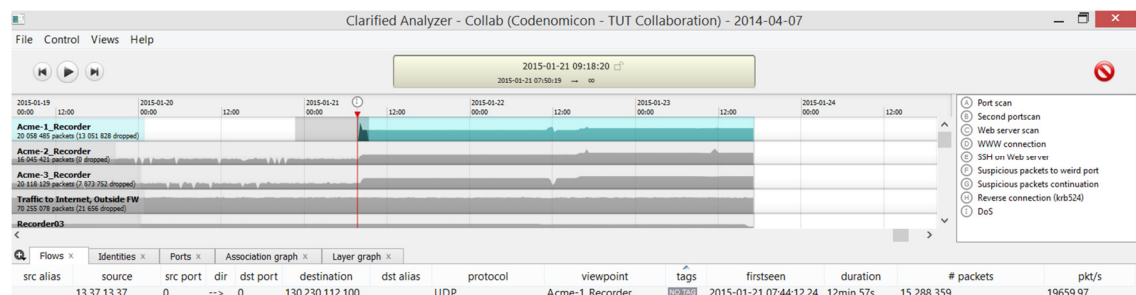 Clarified Analyzer - Collab (Codenomicon - TUT Collaboration) - 2014-04-07
File Control Views Help
2015-01-21 09:18:20
2015-01-21 07:50:19 → ∞
2015-01-19 2015-01-20 2015-01-21 2015-01-22 2015-01-23 2015-01-24
00:00 12:00 00:00 12:00 00:00 12:00 00:00 12:00 00:00 12:00 00:00 12:00
I
Acme-1_Recorder
20 058 485 packets (13 051 828 dropped)
Acme-2_Recorder
16 045 421 packets (0 dropped)
Acme-3_Recorder
20 118 129 packets (7 873 752 dropped)
Traffic to Internet, Outside FW
70 255 078 packets (21 656 dropped)
Recorder03
A Port scan
B Second portscan
C Web server scan
D WWW connection
E SSH on Web server
F Suspicious packets to weird port
G Suspicious packets continuation
H Reverse connection (krb524)
I DoS
Flows × Identities × Ports × Association graph × Layer graph ×
src alias source src port dir dst port destination dst alias protocol viewpoint tags firstseen duration # packets pkt/s
13.37.13.37 0 --> 0 130.230.112.100 UDP Acme-1_Recorder NO TAG 2015-01-21 07:44:12.24 12min 57s 15 288 359 19659.97